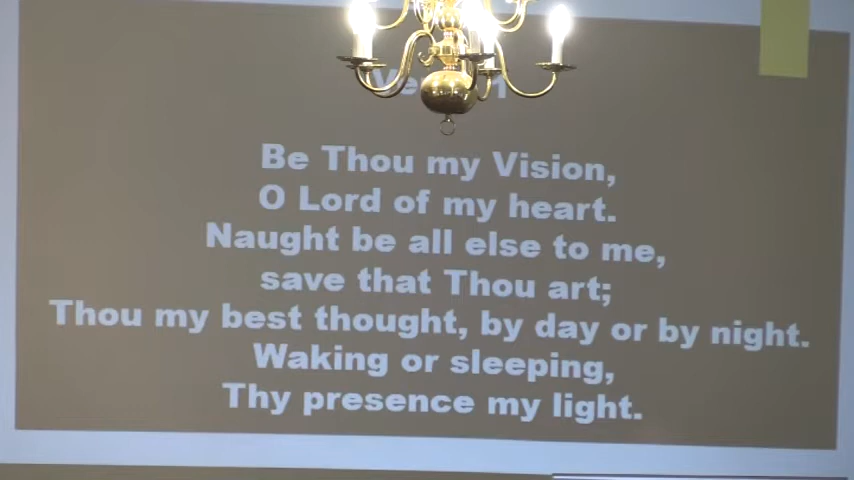 Be Thou my Vision,
O Lord of my heart.
Naught be all else to me,
save that Thou art;
Thou my best thought, by day or by night.
Waking or sleeping,
Thy presence my light.